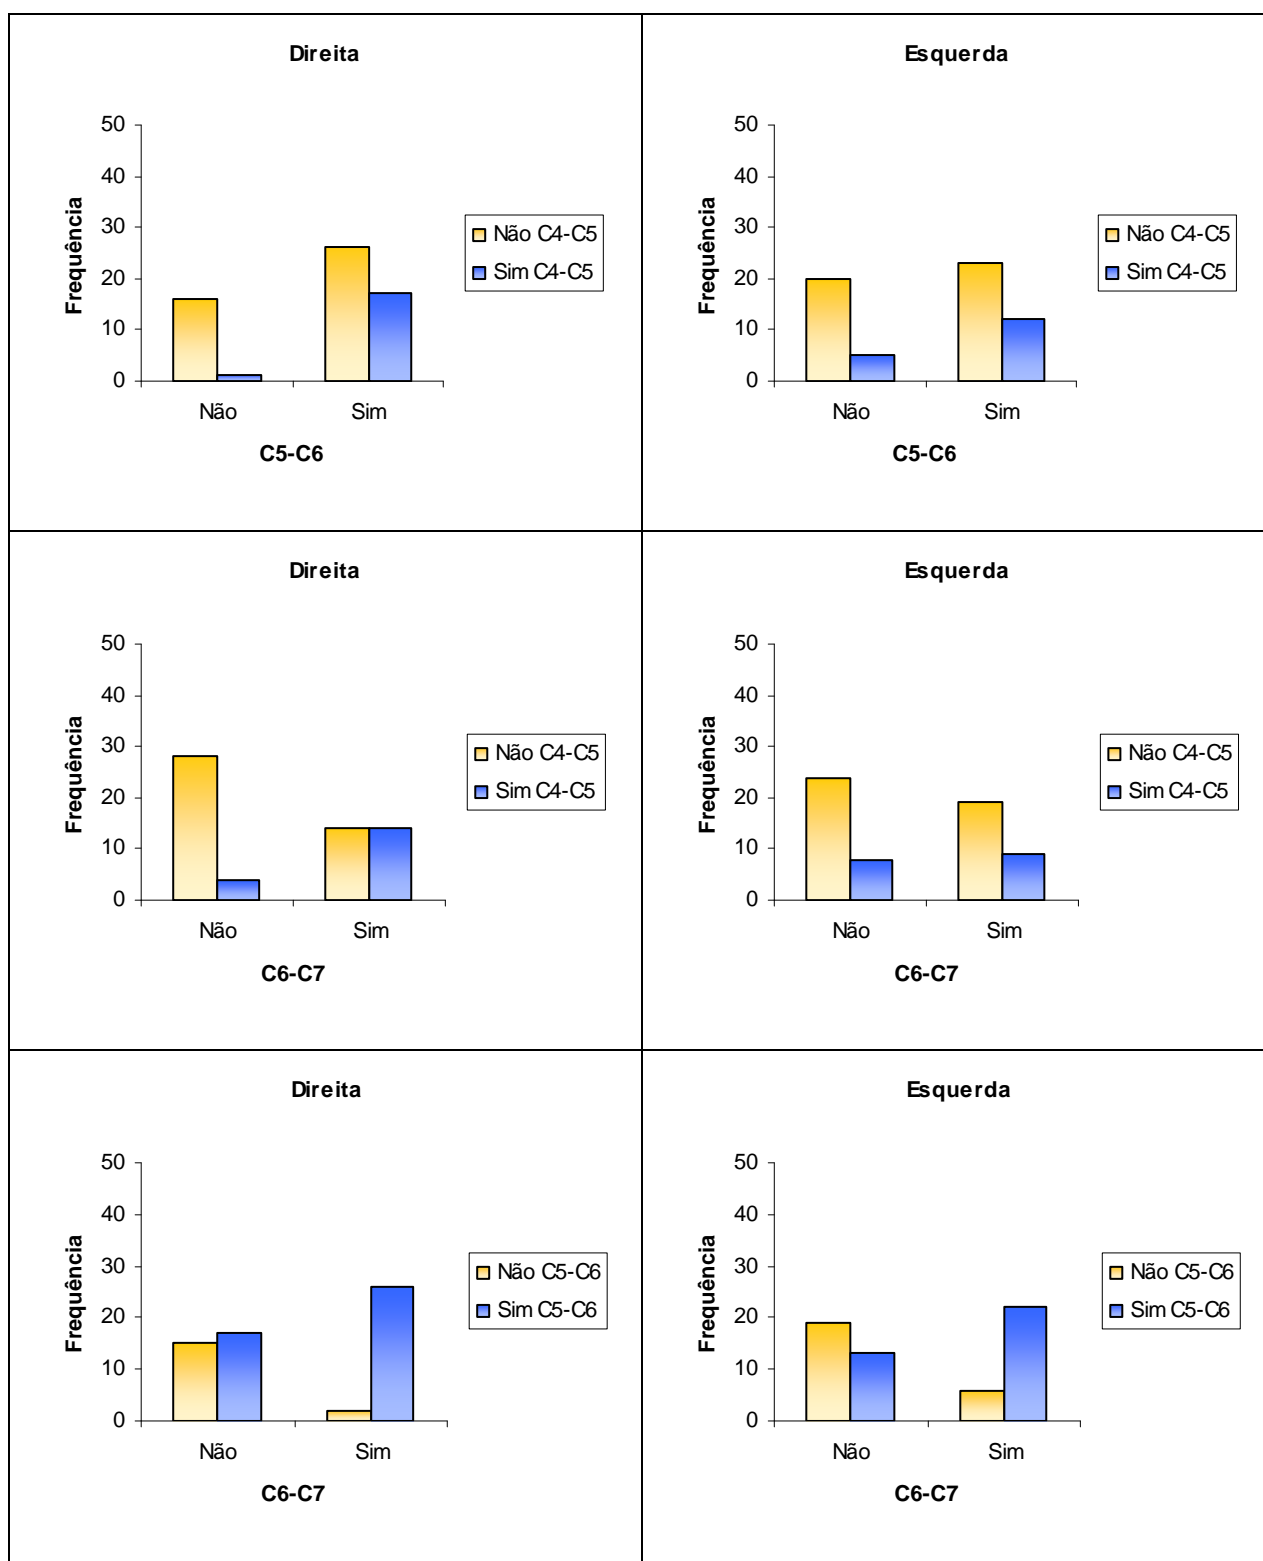 Direita
50
40
30
20
10
0
Frequência
Não Sim
C5-C6
Não C4-C5
Sim C4-C5
Esquerda
50
40
30
20
10
0
Frequência
Não Sim
C5-C6
Não C4-C5
Sim C4-C5
Direita
50
40
30
20
10
0
Frequência
Não Sim
C6-C7
Não C4-C5
Sim C4-C5
Esquerda
50
40
30
20
10
0
Frequência
Não Sim
C6-C7
Não C4-C5
Sim C4-C5
Direita
50
40
30
20
10
0
Frequência
Não Sim
C6-C7
Não C5-C6
Sim C5-C6
Esquerda
50
40
30
20
10
0
Frequência
Não Sim
C6-C7
Não C5-C6
Sim C5-C6